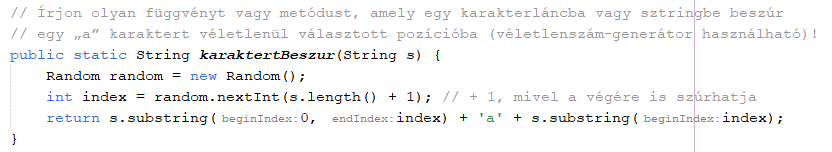 // Írjon olyan függvényt vagy metódust, amely egy karakterláncba vagy sztringbe beszúr
// egy „a” karaktert véletlenül választott pozícióba (véletlenszám-generátor használható)!
public static String karaktertBeszur(String s) {
    Random random = new Random();
    int index = random.nextInt(s.length() + 1); // + 1, mivel a végére is szúrhatja
    return s.substring( beginIndex: 0,  endIndex: index) + 'a' + s.substring( beginIndex: index);
}